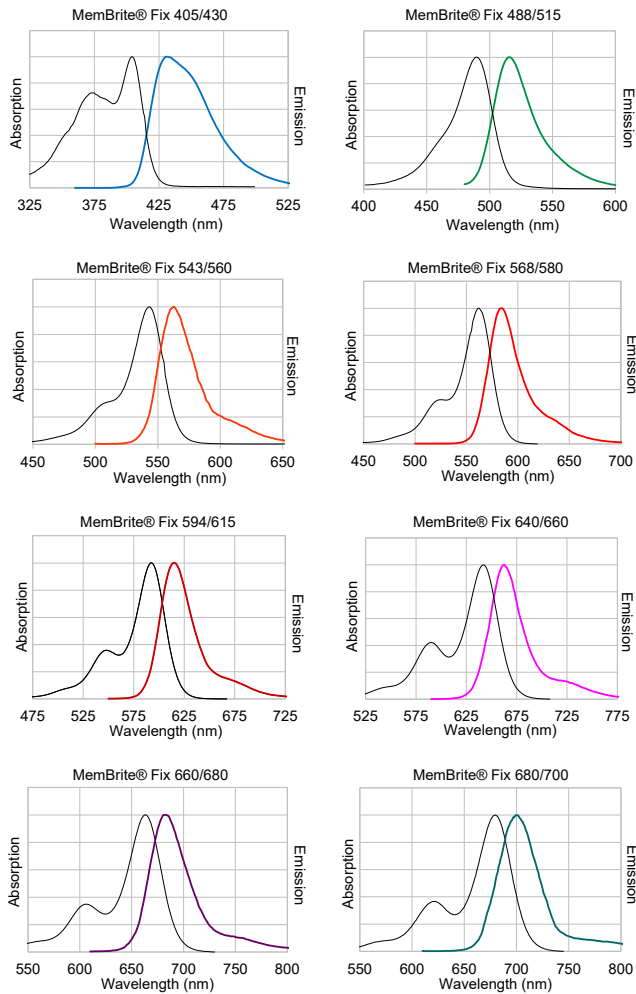 MemBrite® Fix 405/430
Absorption
Emission
325 375 425 475 525
Wavelength (nm)
MemBrite® Fix 488/515
Absorption
Emission
400 450 500 550 600
Wavelength (nm)
MemBrite® Fix 543/560
Absorption
Emission
450 500 550 600 650
Wavelength (nm)
MemBrite® Fix 568/580
Absorption
Emission
450 500 550 600 650 700
Wavelength (nm)
MemBrite® Fix 594/615
Absorption
Emission
475 525 575 625 675 725
Wavelength (nm)
MemBrite® Fix 640/660
Absorption
Emission
525 575 625 675 725 775
Wavelength (nm)
MemBrite® Fix 660/680
Absorption
Emission
550 600 650 700 750 800
Wavelength (nm)
MemBrite® Fix 680/700
Absorption
Emission
550 600 650 700 750 800
Wavelength (nm)